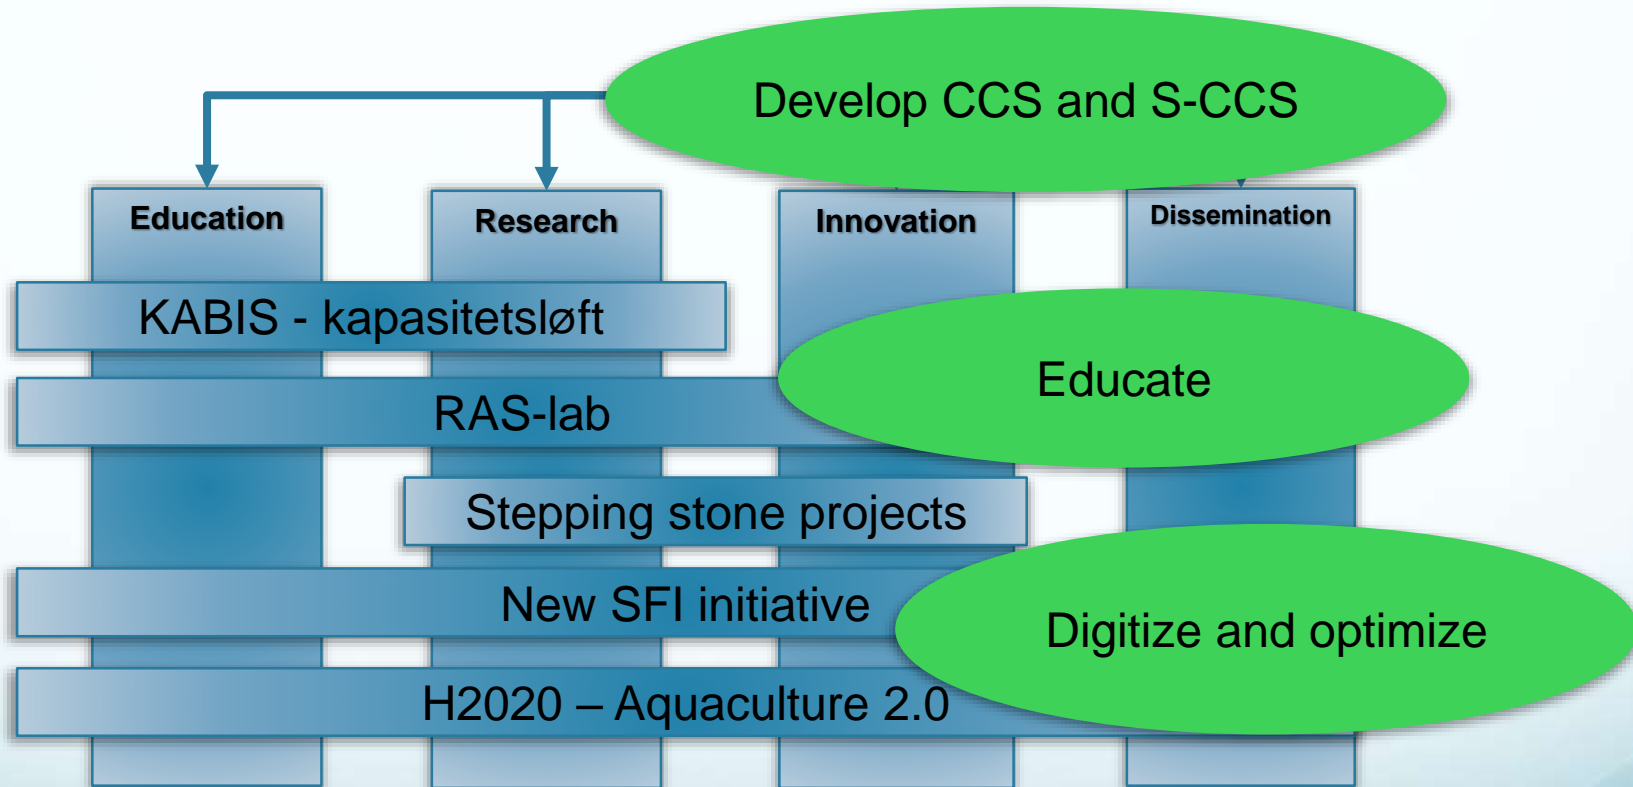 Develop CCS and S-CCS
Education
Research
Innovation
Dissemination
KABIS - kapasitetsløft
Educate
RAS-lab
Stepping stone projects
New SFI initiative
Digitize and optimize
H2020 – Aquaculture 2.0